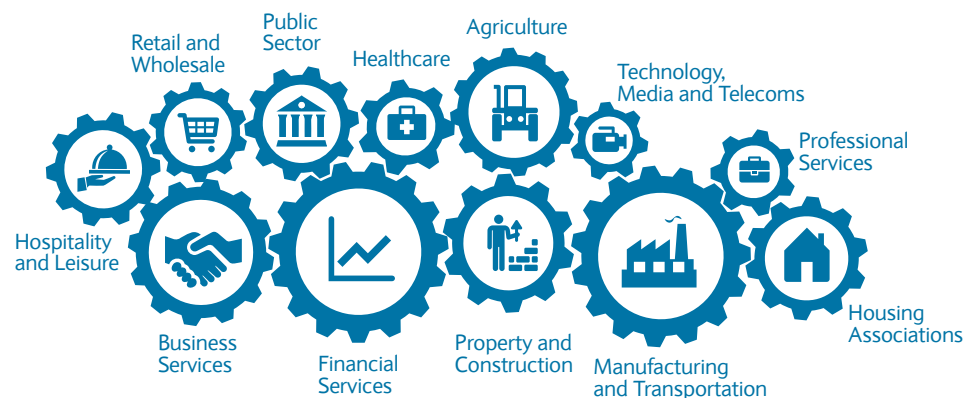 Public
Sector
Agriculture
Retail and
Wholesale
Healthcare
Technology,
Media and Telecoms
Professional
Services
Hospitality
and Leisure
Housing
Associations
Business
Services
Financial
Services
Property and
Construction
Manufacturing
and Transportation